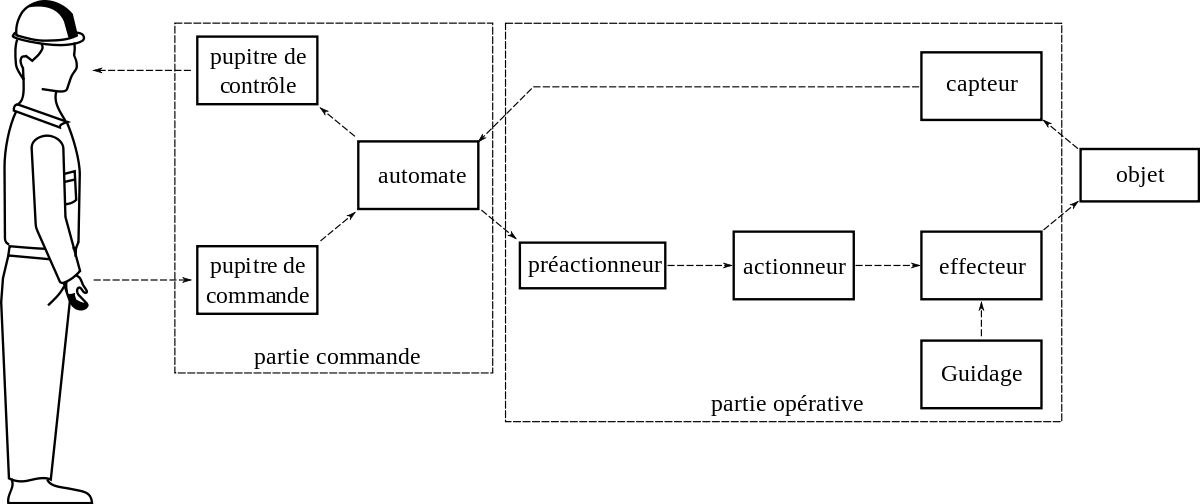 pupitre de
contrôle
capteur
automate
objet
pupitre de
commande
préactionneur
actionneur
effecteur
partie commande
Guidage
partie opérative